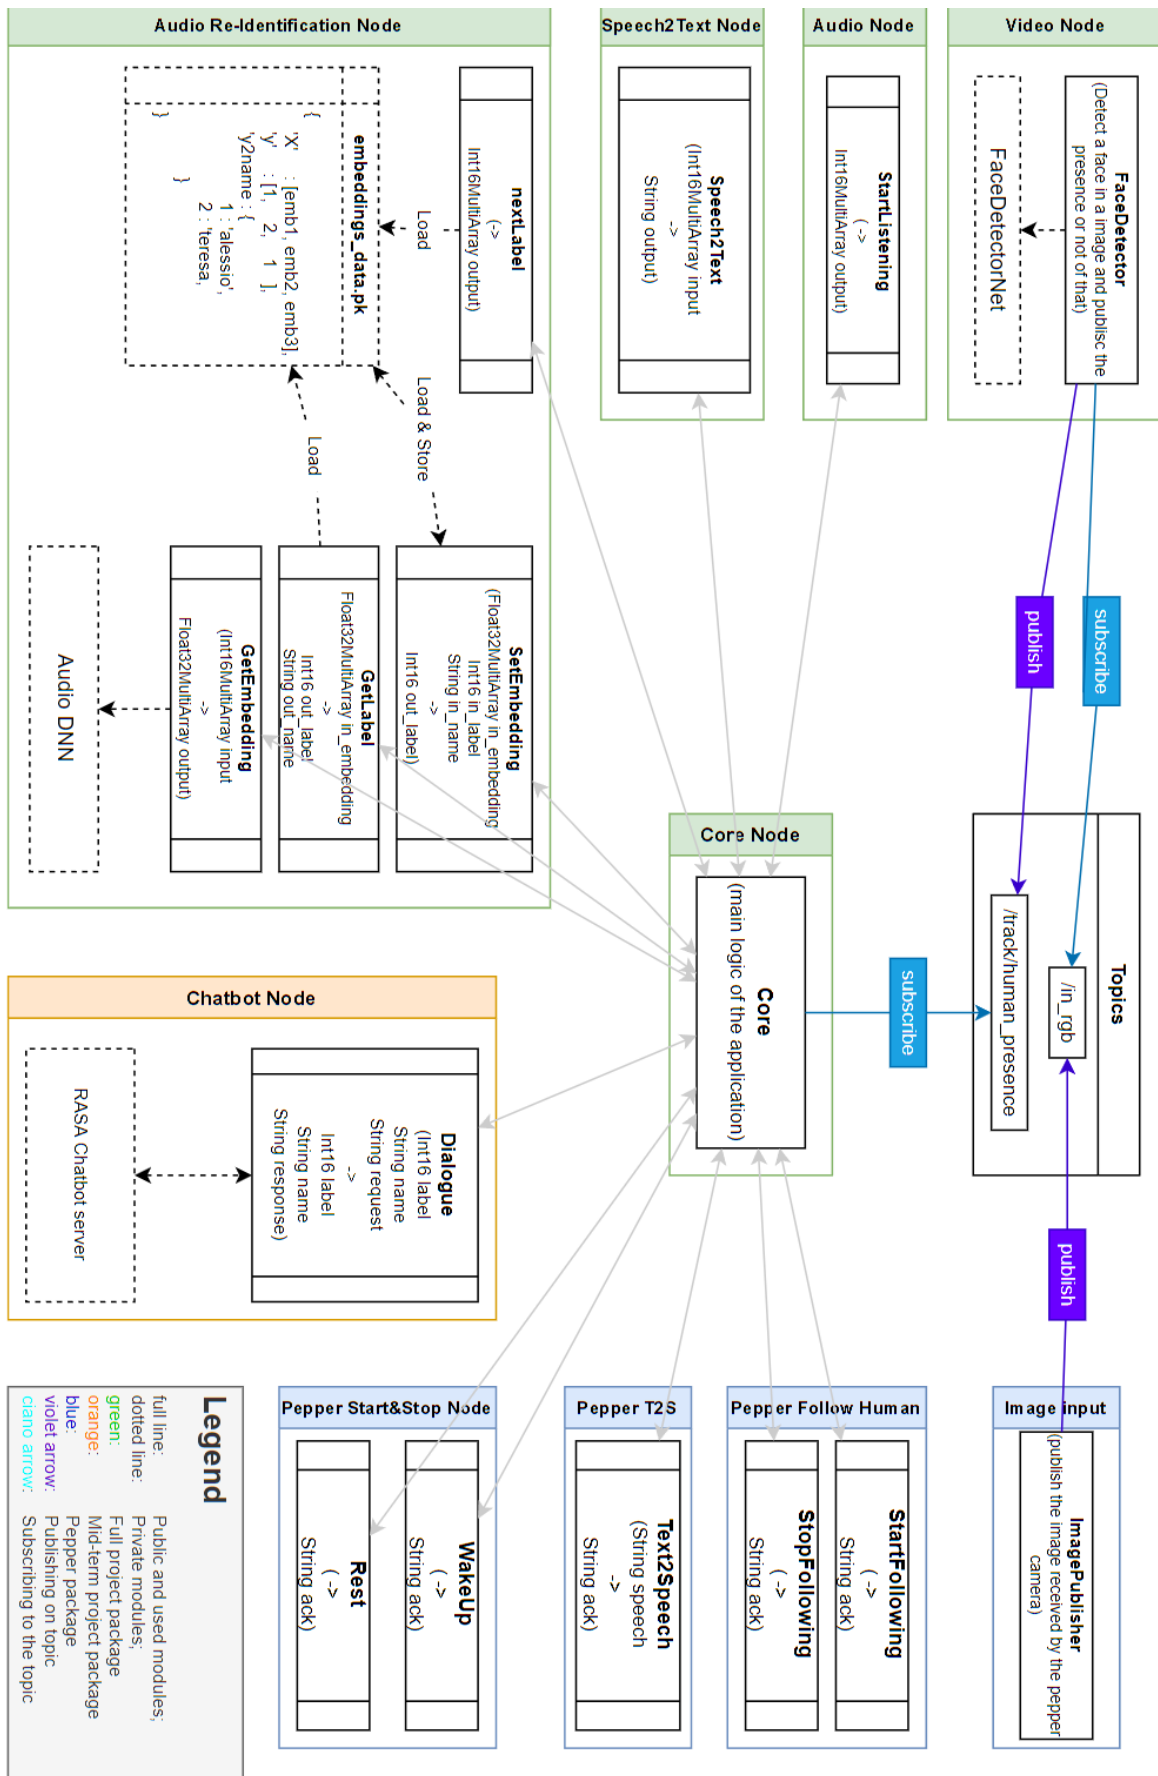 Audio Re-Identification Node
Speech2Text Node
Audio Node
Video Node
embeddings_data.pk
{
'X' : [emb1, emb2, emb3],
'y' : [1, 2, 1 ],
'y2name : {
1 : 'alessio',
2 : 'teresa,
}
}
Load
nextLabel
(->
Int16MultiArray output)
Load & Store
Load
SetEmbedding
(Float32MultiArray in_embedding
Int16 in_label
String in_name
->
Int16 out_label)
GetLabel
Float32MultiArray in_embedding
->
Int16 out_label
String out_name
GetEmbedding
(Int16MultiArray input
->
Float32MultiArray output)
Audio DNN
Speech2Text
(Int16MultiArray input
->
String output)
StartListening
( ->
Int16MultiArray output)
FaceDetector
(Detect a face in a image and publisc the
presence or not of that)
FaceDetectorNet
publish
subscribe
Core Node
Core
(main logic of the application)
subscribe
Topics
/in_rgb
/track/human_presence
publish
Chatbot Node
Dialogue
(Int16 label
String name
String request
->
Int16 label
String name
String response)
RASA Chatbot server
Pepper Start&Stop Node
WakeUp
( ->
String ack)
Rest
( ->
String ack)
Pepper T2S
Text2Speech
(String speech
->
String ack)
Pepper Follow Human
StartFollowing
( ->
String ack)
StopFollowing
( ->
String ack)
Image input
ImagePublisher
(publish the image received by the pepper
camera)
Legend
full line: Public and used modules;
dotted line: Private modules;
green: Full project package
orange: Mid-term project package
blue: Pepper package
violet arrow: Publishing on topic
ciano arrow: Subscribing to the topic